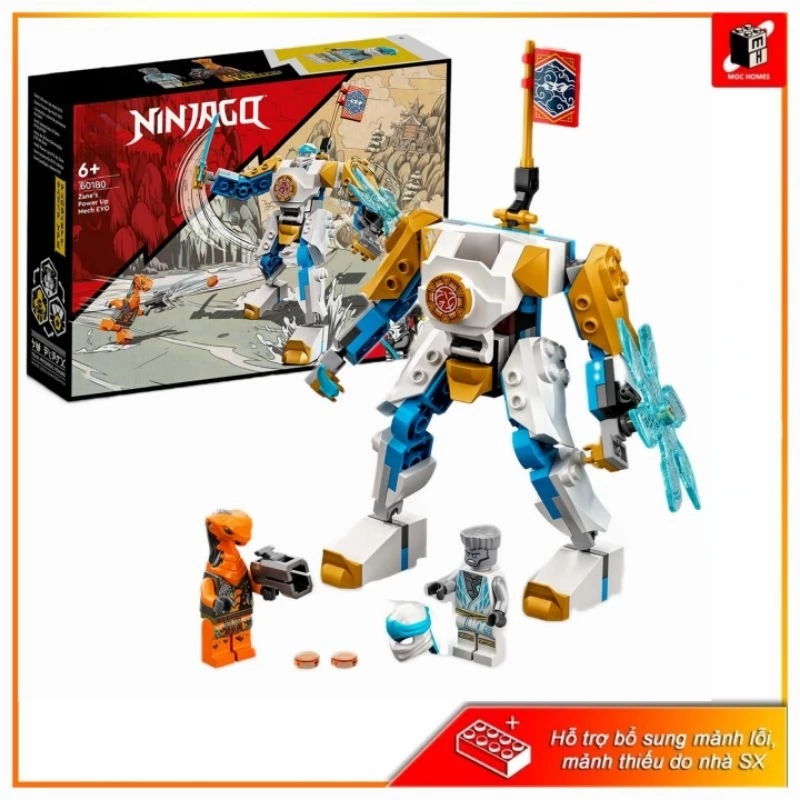 MOC HOMES
NINJAGO
6+
60180
Zane's
Power Up
Mech EVO
Hỗ trợ bổ sung mành lỗi,
mảnh thiếu do nhà SX